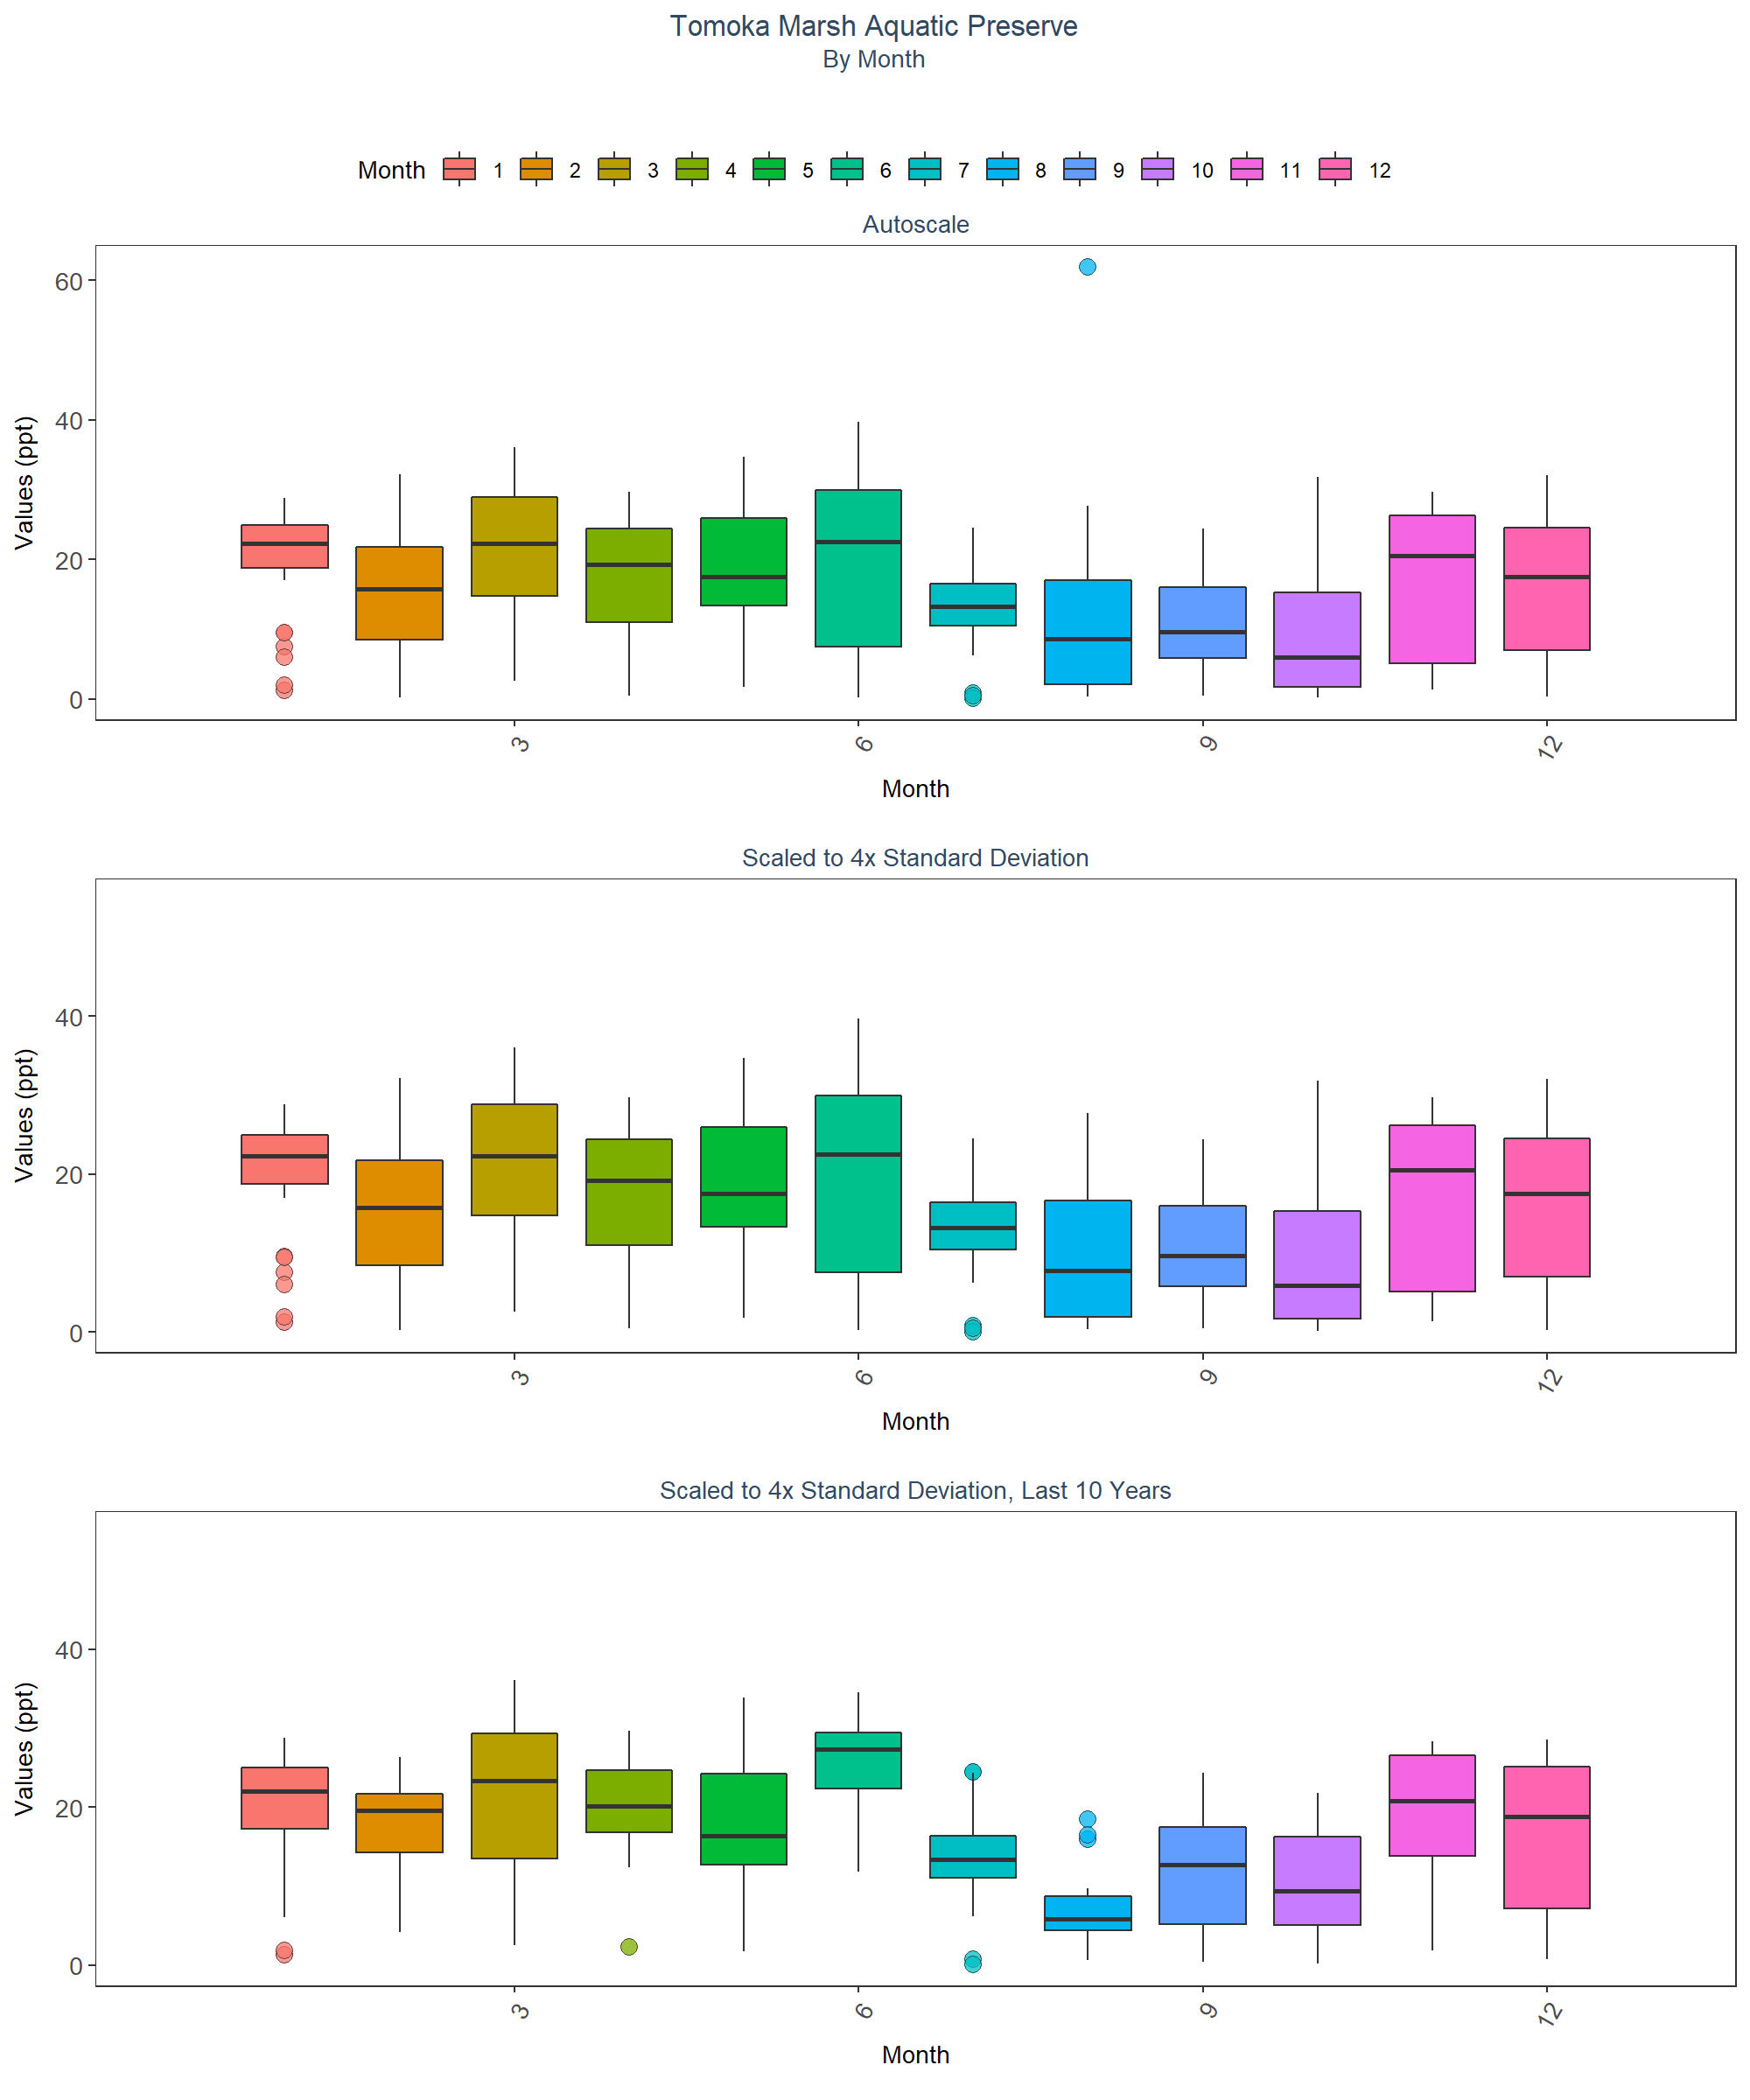 Tomoka Marsh Aquatic Preserve
By Month
Month 1 2 3 4 5 6 7 8 9 10 11 12
Autoscale
Values (ppt)
60
40
20
0
3 6 9 12
Month
Scaled to 4x Standard Deviation
Values (ppt)
40
20
0
3 6 9 12
Month
Scaled to 4x Standard Deviation, Last 10 Years
Values (ppt)
40
20
0
3 6 9 12
Month